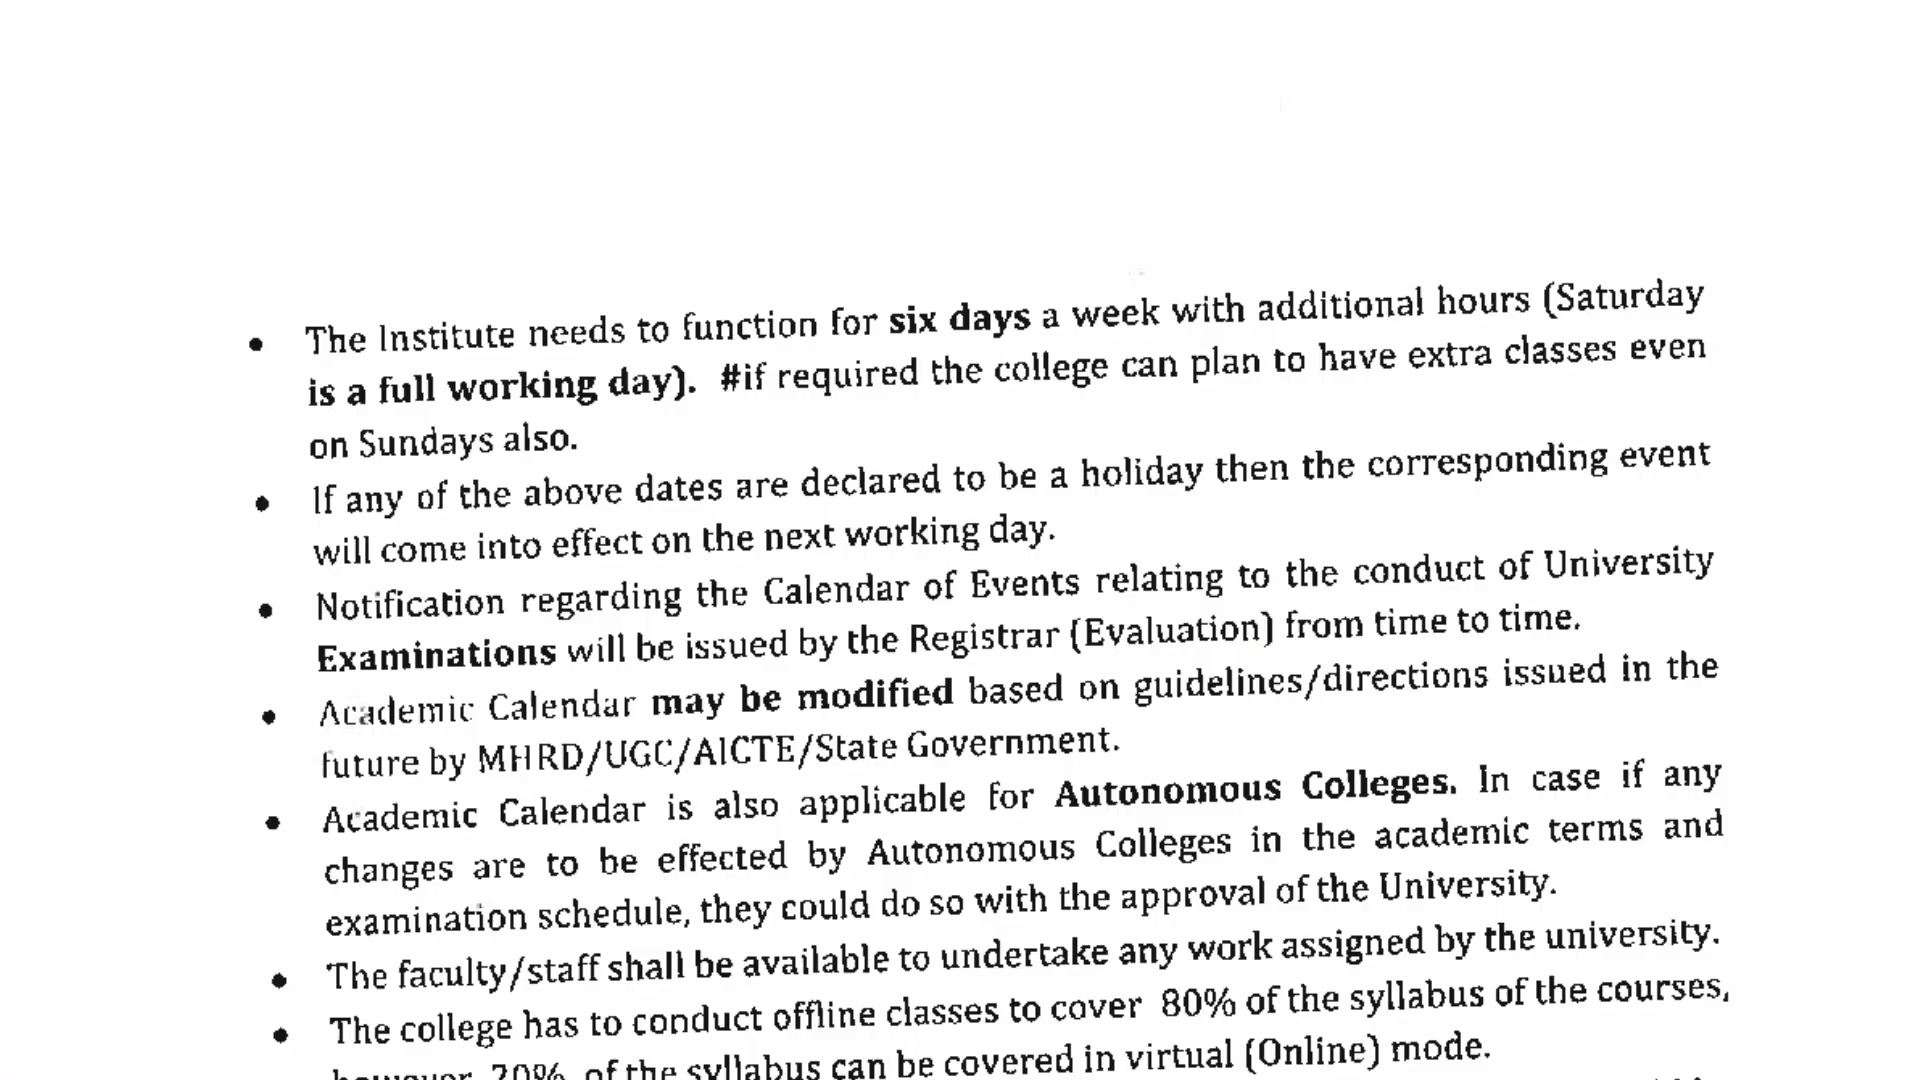 • The Institute needs to function for six days a week with additional hours (Saturday
is a full working day). #if required the college can plan to have extra classes even
on Sundays also.
• If any of the above dates are declared to be a holiday then the corresponding event
will come into effect on the next working day.
• Notification regarding the Calendar of Events relating to the conduct of University
Examinations will be issued by the Registrar (Evaluation) from time to time.
• Academic Calendar may be modified based on guidelines/directions issued in the
future by MHRD/UGC/AICTE/State Government.
• Academic Calendar is also applicable for Autonomous Colleges. In case if any
changes are to be effected by Autonomous Colleges in the academic terms and
examination schedule, they could do so with the approval of the University.
• The faculty/staff shall be available to undertake any work assigned by the university.
• The college has to conduct offline classes to cover 80% of the syllabus of the courses,
however, of the syllabus can be covered in virtual (Online) mode.